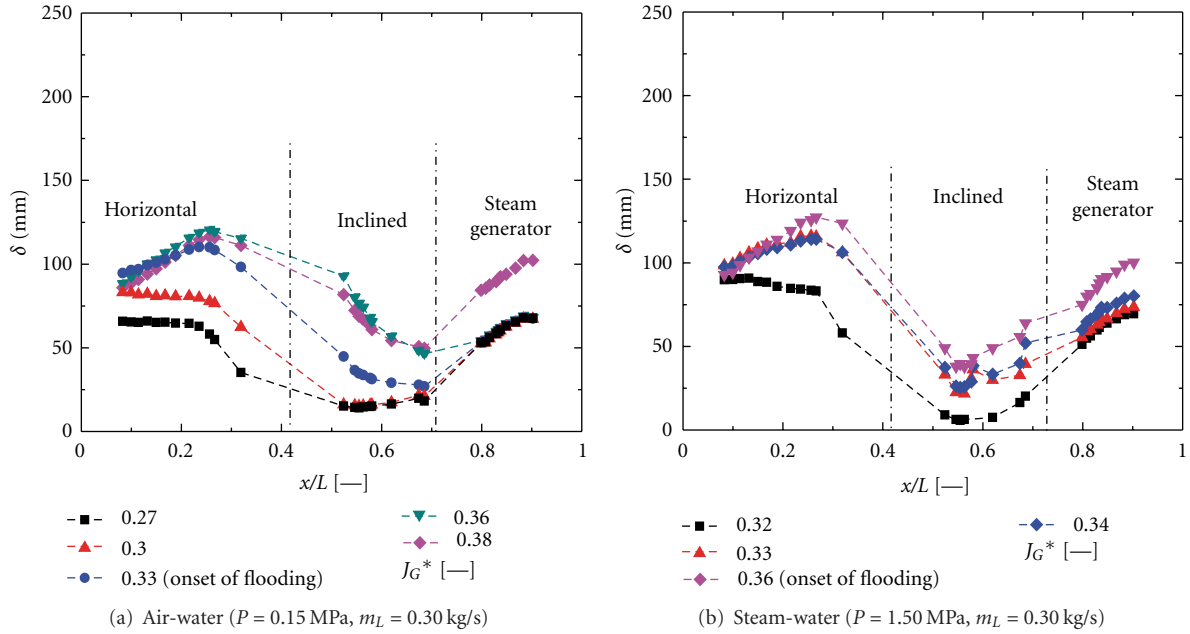 250
200
150
100
50
0
δ (mm)
Horizontal
Inclined
Steam
generator
0 0.2 0.4 0.6 0.8 1
x/L [—]
0.27
0.3
0.33 (onset of flooding)
0.36
0.38
J_G* [—]
(a) Air-water (P = 0.15 MPa, m_L = 0.30 kg/s)
250
200
150
100
50
0
δ (mm)
Horizontal
Inclined
Steam
generator
0 0.2 0.4 0.6 0.8 1
x/L [—]
0.32
0.33
0.36 (onset of flooding)
0.34
J_G* [—]
(b) Steam-water (P = 1.50 MPa, m_L = 0.30 kg/s)